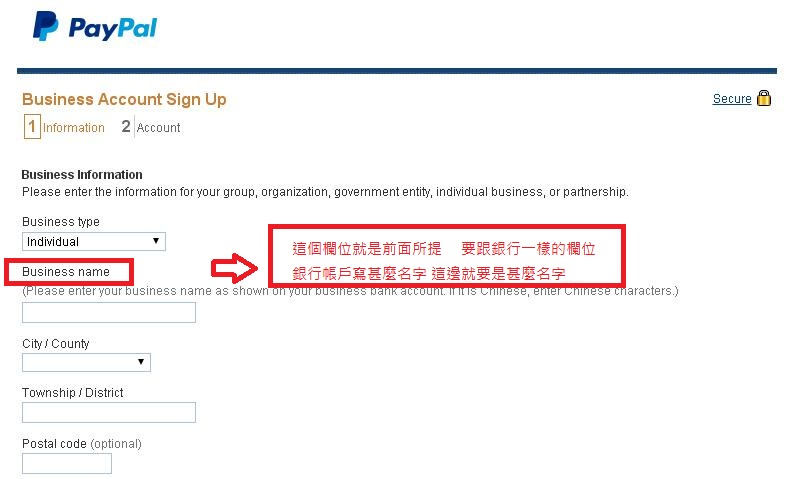 PayPal
Business Account Sign Up
Secure
1 Information 2 Account
Business Information
Please enter the information for your group, organization, government entity, individual business, or partnership.
Business type
Individual
這個欄位就是前面所提 要跟銀行一樣的欄位
銀行帳戶寫甚麼名字 這邊就要是甚麼名字
Business name
(Please enter your business name as shown on your business bank account. If it is Chinese, enter Chinese characters.)
City / County
Township / District
Postal code (optional)